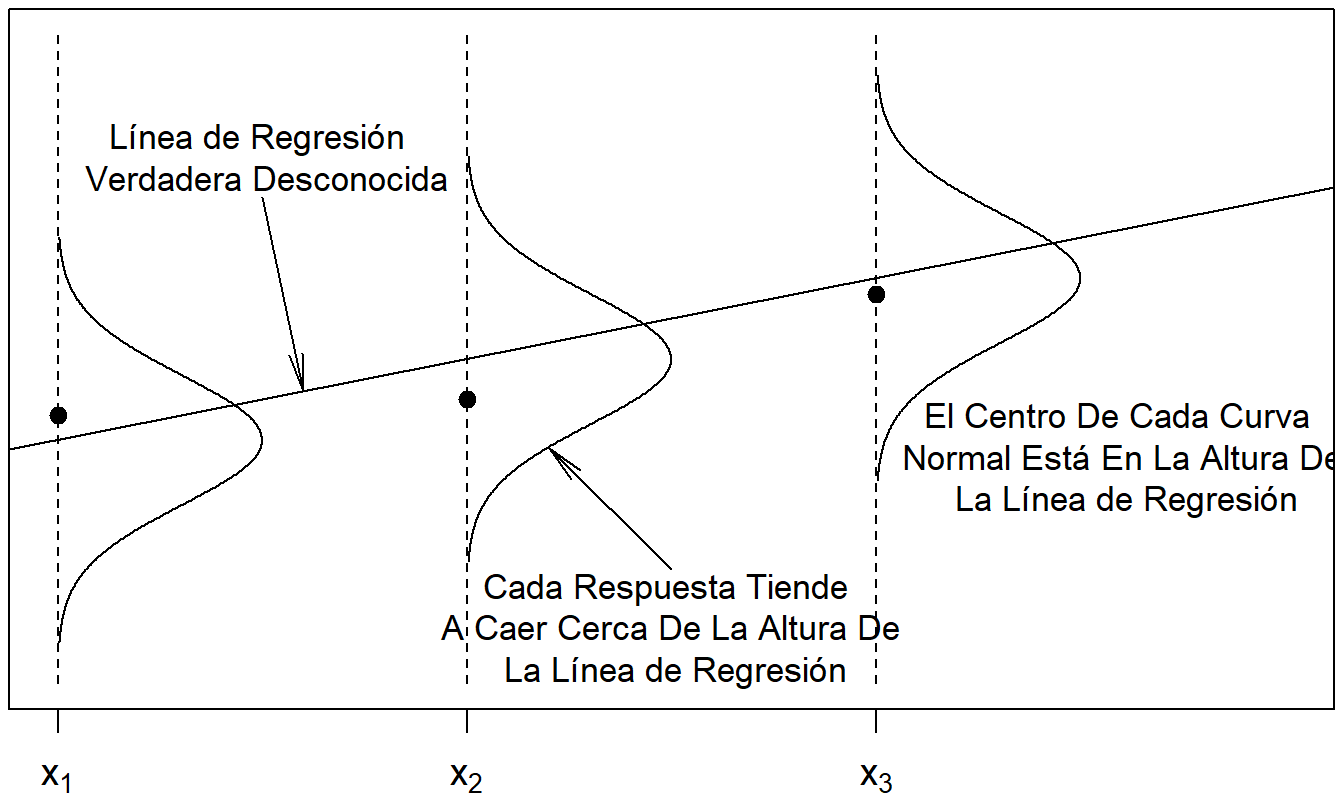 Línea de Regresión
Verdadera Desconocida
El Centro De Cada Curva
Normal Está En La Altura De
La Línea de Regresión
Cada Respuesta Tiende
A Caer Cerca De La Altura De
La Línea de Regresión
x₁ x₂ x₃